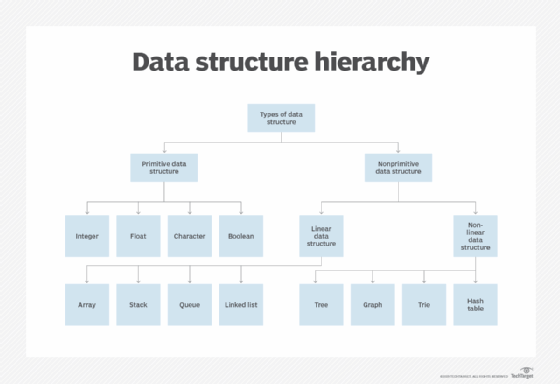 Data structure hierarchy
Types of data
structure
Primitive data
structure
Nonprimitive
data structure
Integer
Float
Character
Boolean
Linear
data
structure
Non-
linear
data
structure
Array
Stack
Queue
Linked list
Tree
Graph
Trie
Hash
table
TechTarget